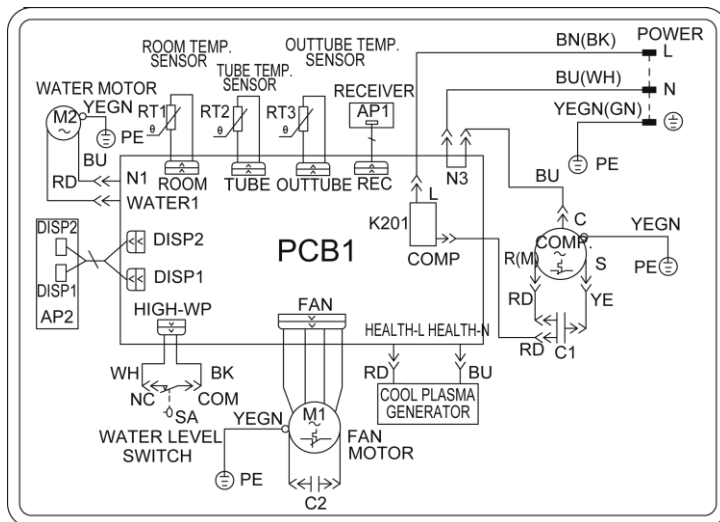 POWER
BN(BK)
L
BU(WH)
N
YEGN(GN)
PE
ROOM TEMP.
SENSOR
TUBE TEMP.
SENSOR
OUTTUBE TEMP.
SENSOR
RECEIVER
AP1
WATER MOTOR
M2
~
YEGN
PE
RT1
θ
RT2
θ
RT3
θ
BU
RD
N1
WATER1
ROOM
TUBE
OUTTUBE
REC
L
N3
K201
COMP
BU
C
COMP.
~
YEGN
PE
R(M)
S
RD
YE
RD
C1
DISP2
DISP1
AP2
DISP2
DISP1
PCB1
HIGH-WP
FAN
HEALTH-L HEALTH-N
WH
BK
NC
COM
SA
WATER LEVEL
SWITCH
RD
BU
COOL PLASMA
GENERATOR
YEGN
M1
~
FAN
MOTOR
PE
C2